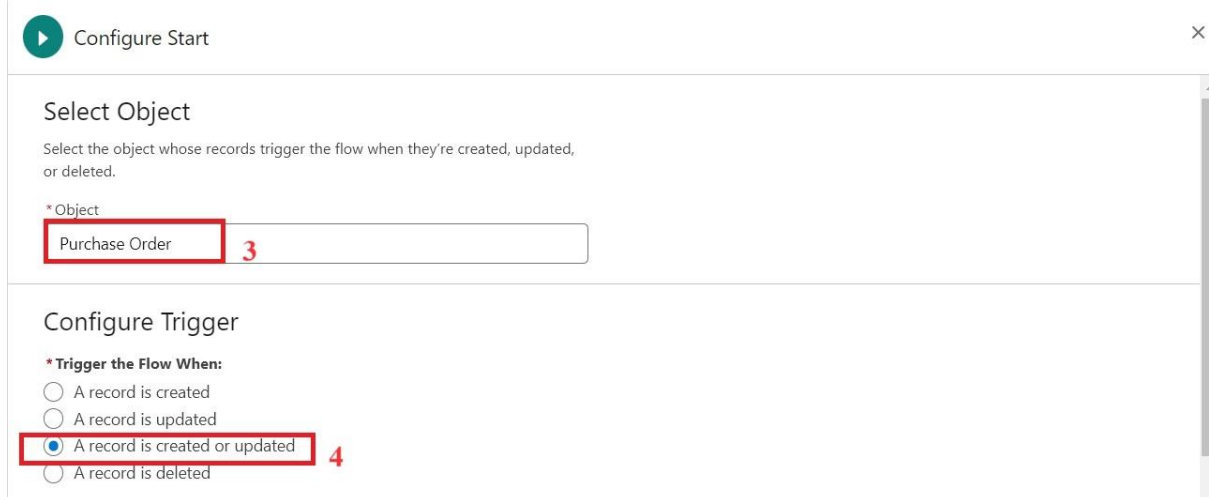 Configure Start
Select Object
Select the object whose records trigger the flow when they're created, updated,
or deleted.
*Object
Purchase Order
3
Configure Trigger
*Trigger the Flow When:
A record is created
A record is updated
A record is created or updated
4
A record is deleted